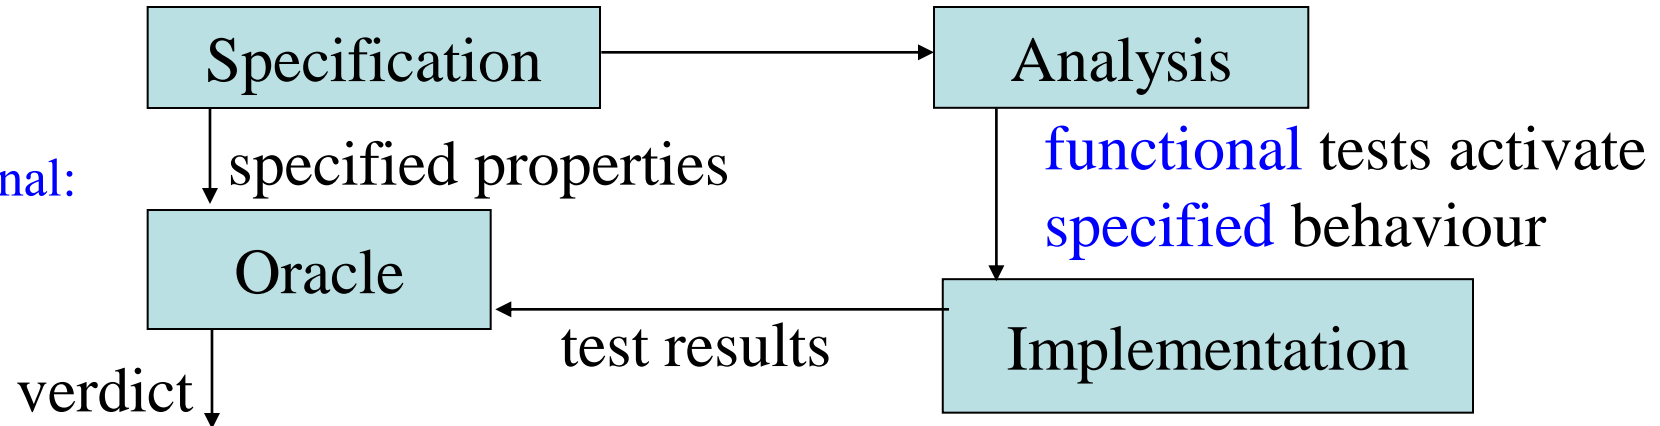 Specification
Analysis
functional tests activate
specified properties
nal:
specified behaviour
Oracle
test results
Implementation
verdict